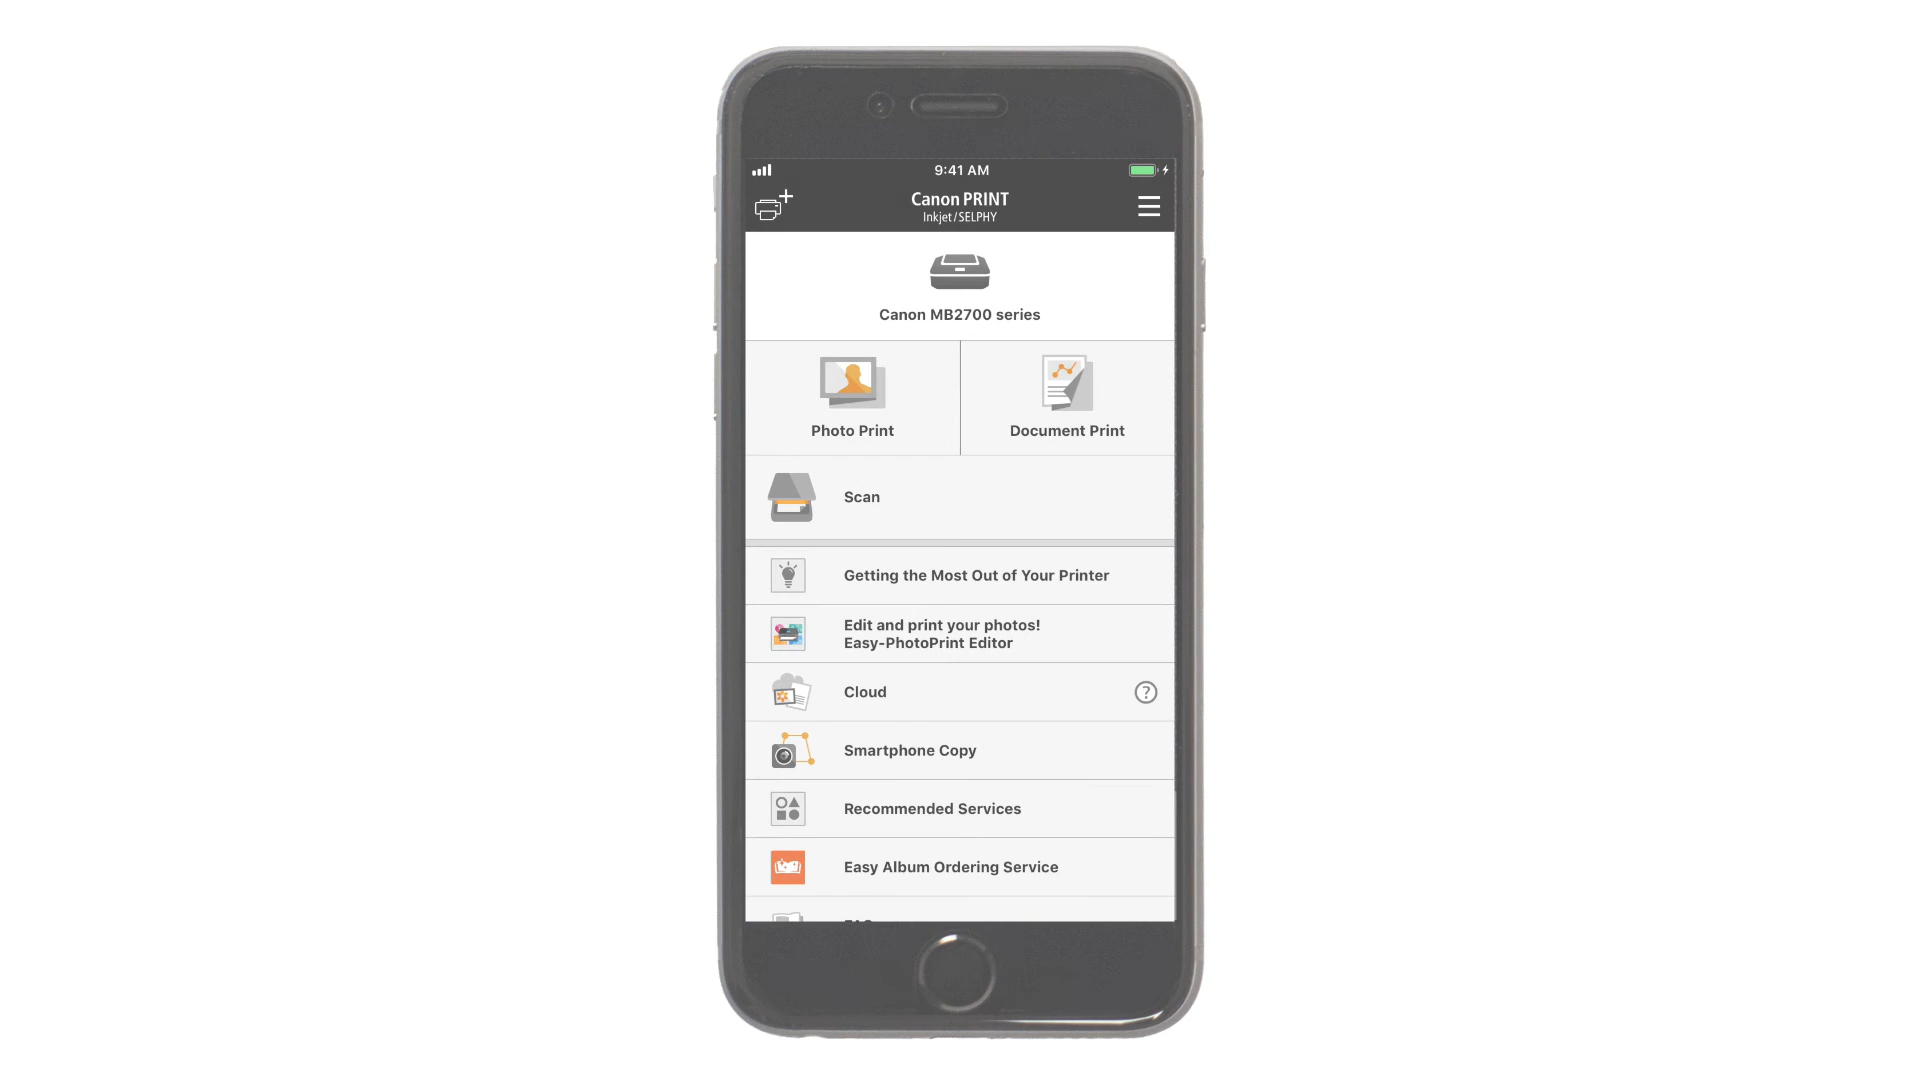 9:41 AM
Canon PRINT
Inkjet/SELPHY
Canon MB2700 series
Photo Print
Document Print
Scan
Getting the Most Out of Your Printer
Edit and print your photos!
Easy-PhotoPrint Editor
Cloud
?
Smartphone Copy
Recommended Services
Easy Album Ordering Service